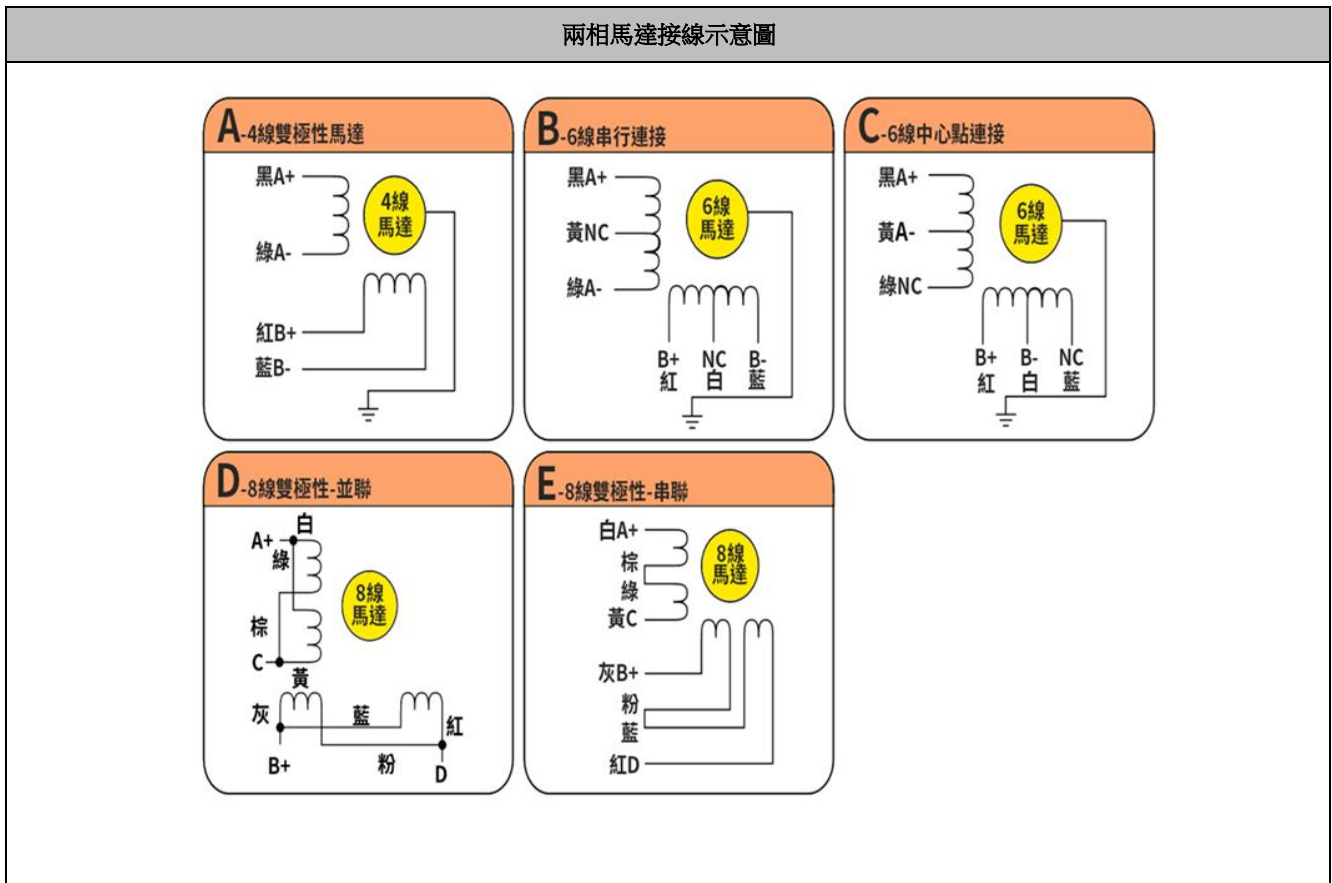 兩相馬達接線示意圖
A-4線雙極性馬達
黑A+
4線
馬達
綠A-
紅B+
藍B-
B-6線串行連接
黑A+
6線
馬達
黃NC
綠A-
B+ NC B-
紅 白 藍
C-6線中心點連接
黑A+
6線
馬達
黃A-
綠NC
B+ B- NC
紅 白 藍
D-8線雙極性-並聯
白
A+
綠
8線
馬達
棕
C
黃
灰 藍 紅
B+ 粉 D
E-8線雙極性-串聯
白A+
8線
馬達
棕
綠
黃C
灰B+
粉
藍
紅D